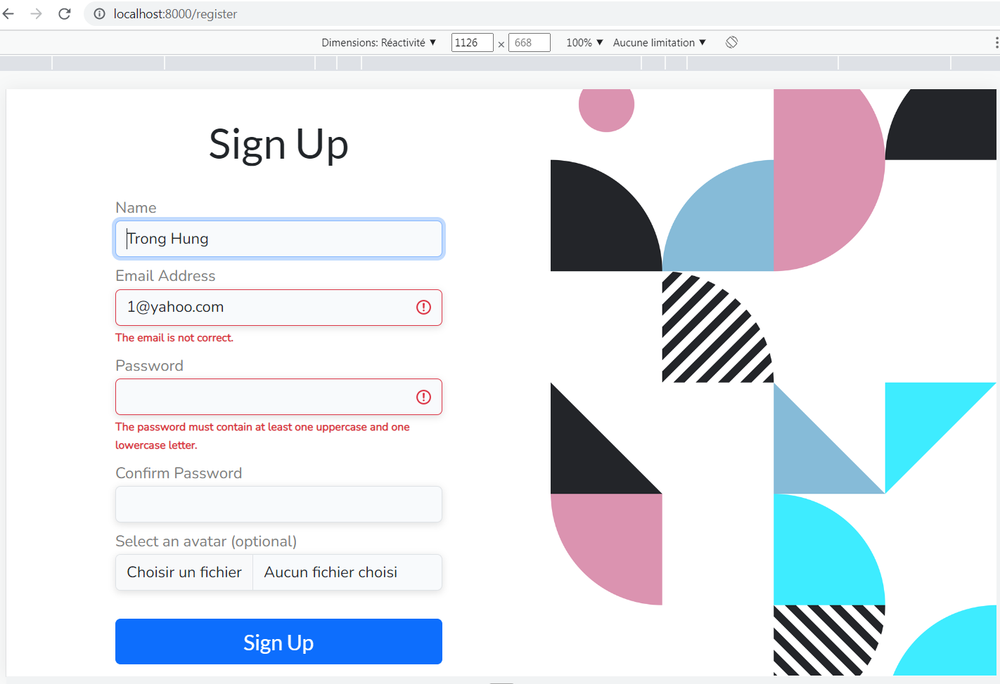 localhost:8000/register
Dimensions: Réactivité ▼ 1126 × 668 100% ▼ Aucune limitation ▼
Sign Up
Name
Trong Hung
Email Address
1@yahoo.com
The email is not correct.
Password
The password must contain at least one uppercase and one
lowercase letter.
Confirm Password
Select an avatar (optional)
Choisir un fichier Aucun fichier choisi
Sign Up